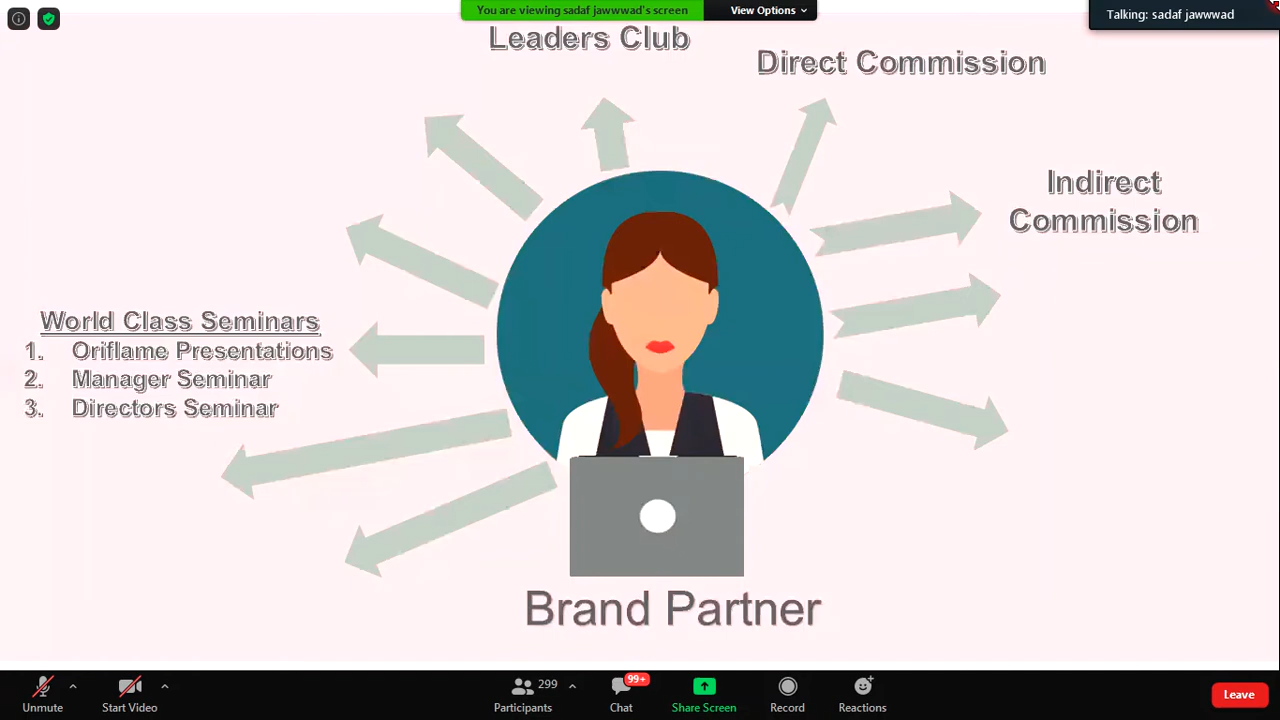 You are viewing sadaf jawwwad's screen
View Options
Talking: sadaf jawwwad
Leaders Club
Direct Commission
Indirect
Commission
World Class Seminars
1. Oriflame Presentations
2. Manager Seminar
3. Directors Seminar
Brand Partner
Unmute
Start Video
Participants
299
Chat
99+
Share Screen
Record
Reactions
Leave